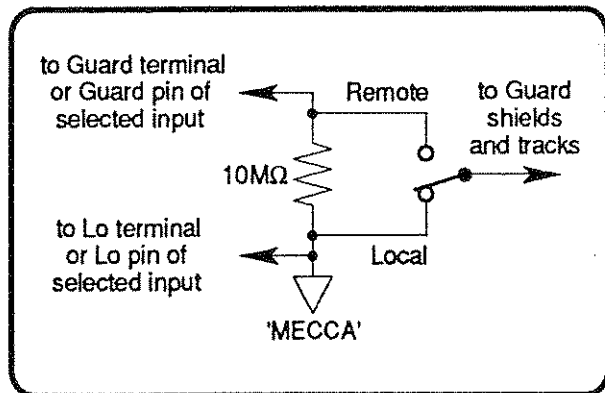 to Guard terminal
or Guard pin of
selected input
Remote
to Guard
shields
and tracks
10MΩ
to Lo terminal
or Lo pin of
selected input
Local
'MECCA'